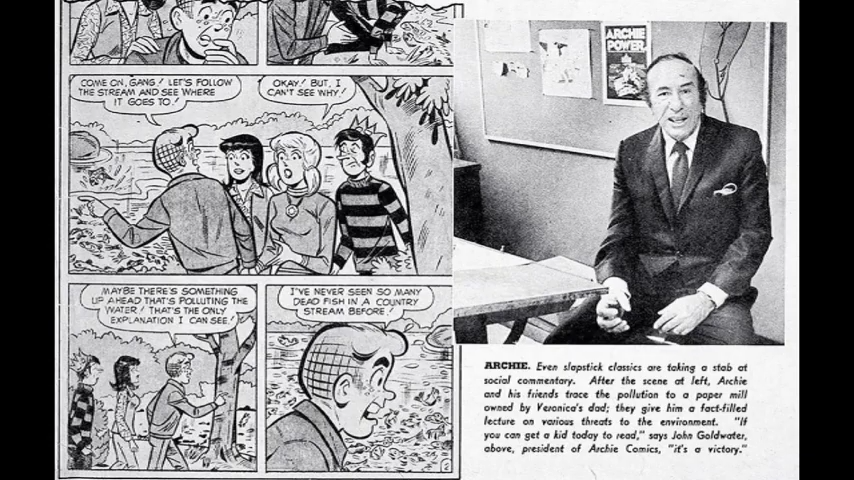 COME ON, GANG! LET'S FOLLOW
THE STREAM AND SEE WHERE
IT GOES TO!
OKAY! BUT, I
CAN'T SEE WHY!
MAYBE THERE'S SOMETHING
UP AHEAD THAT'S POLLUTING THE
WATER! THAT'S THE ONLY
EXPLANATION I CAN SEE!
I'VE NEVER SEEN SO MANY
DEAD FISH IN A COUNTRY
STREAM BEFORE!
2
ARCHIE
POWER
ARCHIE. Even slapstick classics are taking a stab at
social commentary. After the scene at left, Archie
and his friends trace the pollution to a paper mill
owned by Veronica's dad; they give him a fact-filled
lecture on various threats to the environment. "If
you can get a kid today to read," says John Goldwater,
above, president of Archie Comics, "it's a victory."